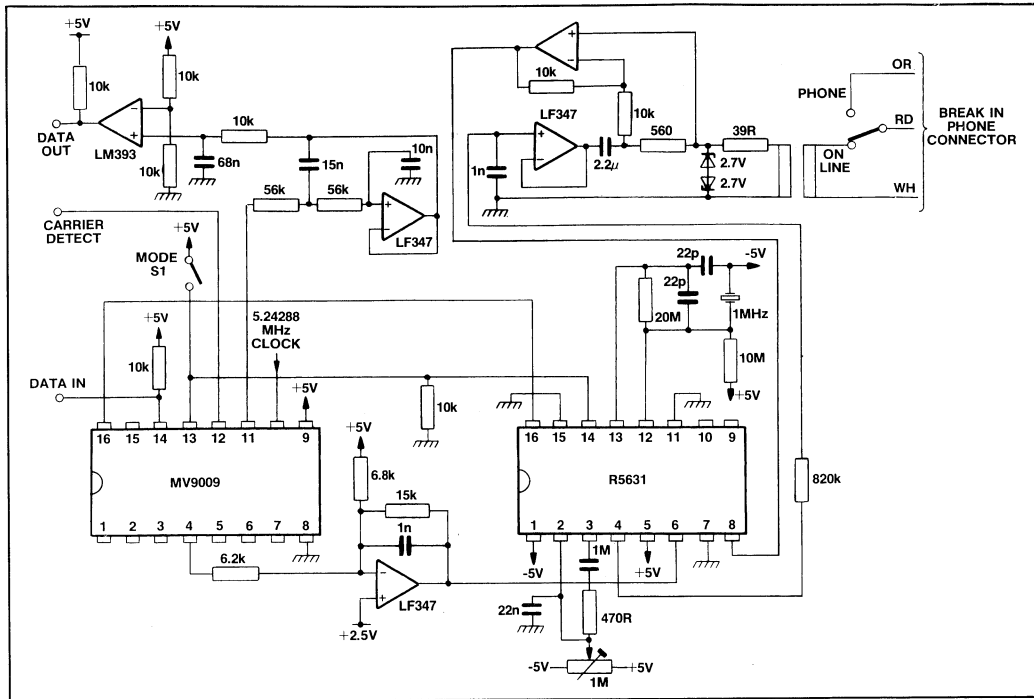 +5V
+5V
10k
10k
10k
DATA
OUT
LM393
10k
68n
15n
10n
56k
56k
LF347
CARRIER
DETECT
+5V
MODE
S1
10k
LF347
10k
1n
2.2μ
560
39R
2.7V
2.7V
OR
PHONE
RD
ON
LINE
WH
BREAK IN
PHONE
CONNECTOR
22p
-5V
22p
20M
1MHz
10M
+5V
+5V
10k
DATA IN
5.24288
MHz
CLOCK
+5V
10k
16 15 14 13 12 11 9
MV9009
1 2 3 4 5 6 7 8
16 15 14 13 12 11 10 9
R5631
1 2 3 4 5 6 7 8
820k
+5V
6.8k
15k
1n
6.2k
LF347
+2.5V
-5V
1M
+5V
22n
470R
-5V
+5V
1M